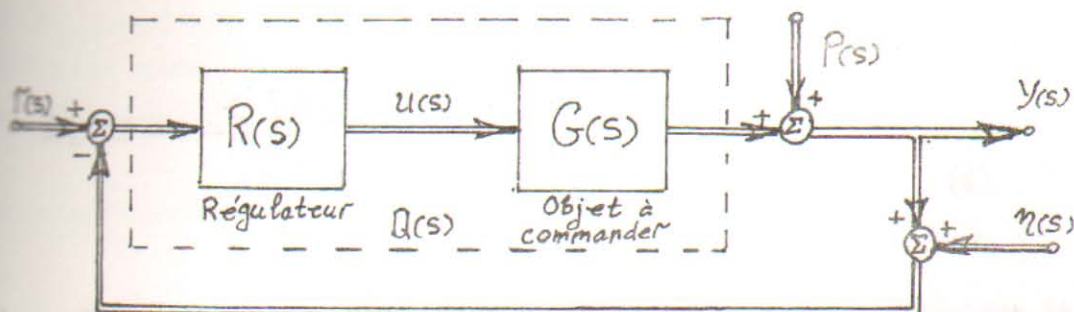 P(s)
r(s)
+
Σ
-
R(s)
Régulateur
u(s)
G(s)
Objet à
commander
Q(s)
+
+
Σ
y(s)
+
+
Σ
η(s)